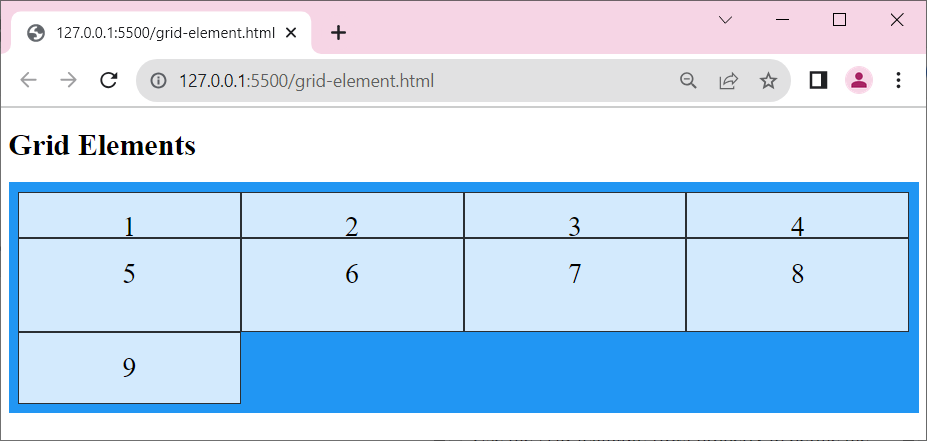 127.0.0.1:5500/grid-element.html
127.0.0.1:5500/grid-element.html
Grid Elements
1 2 3 4
5 6 7 8
9